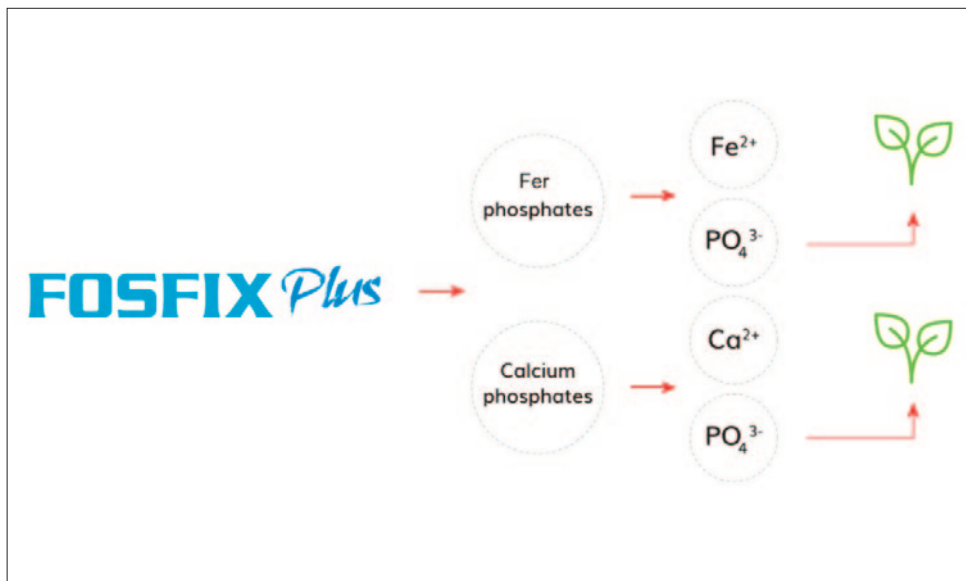 FOSFIX Plus
Fer
phosphates
Fe²⁺
PO₄³⁻
Calcium
phosphates
Ca²⁺
PO₄³⁻